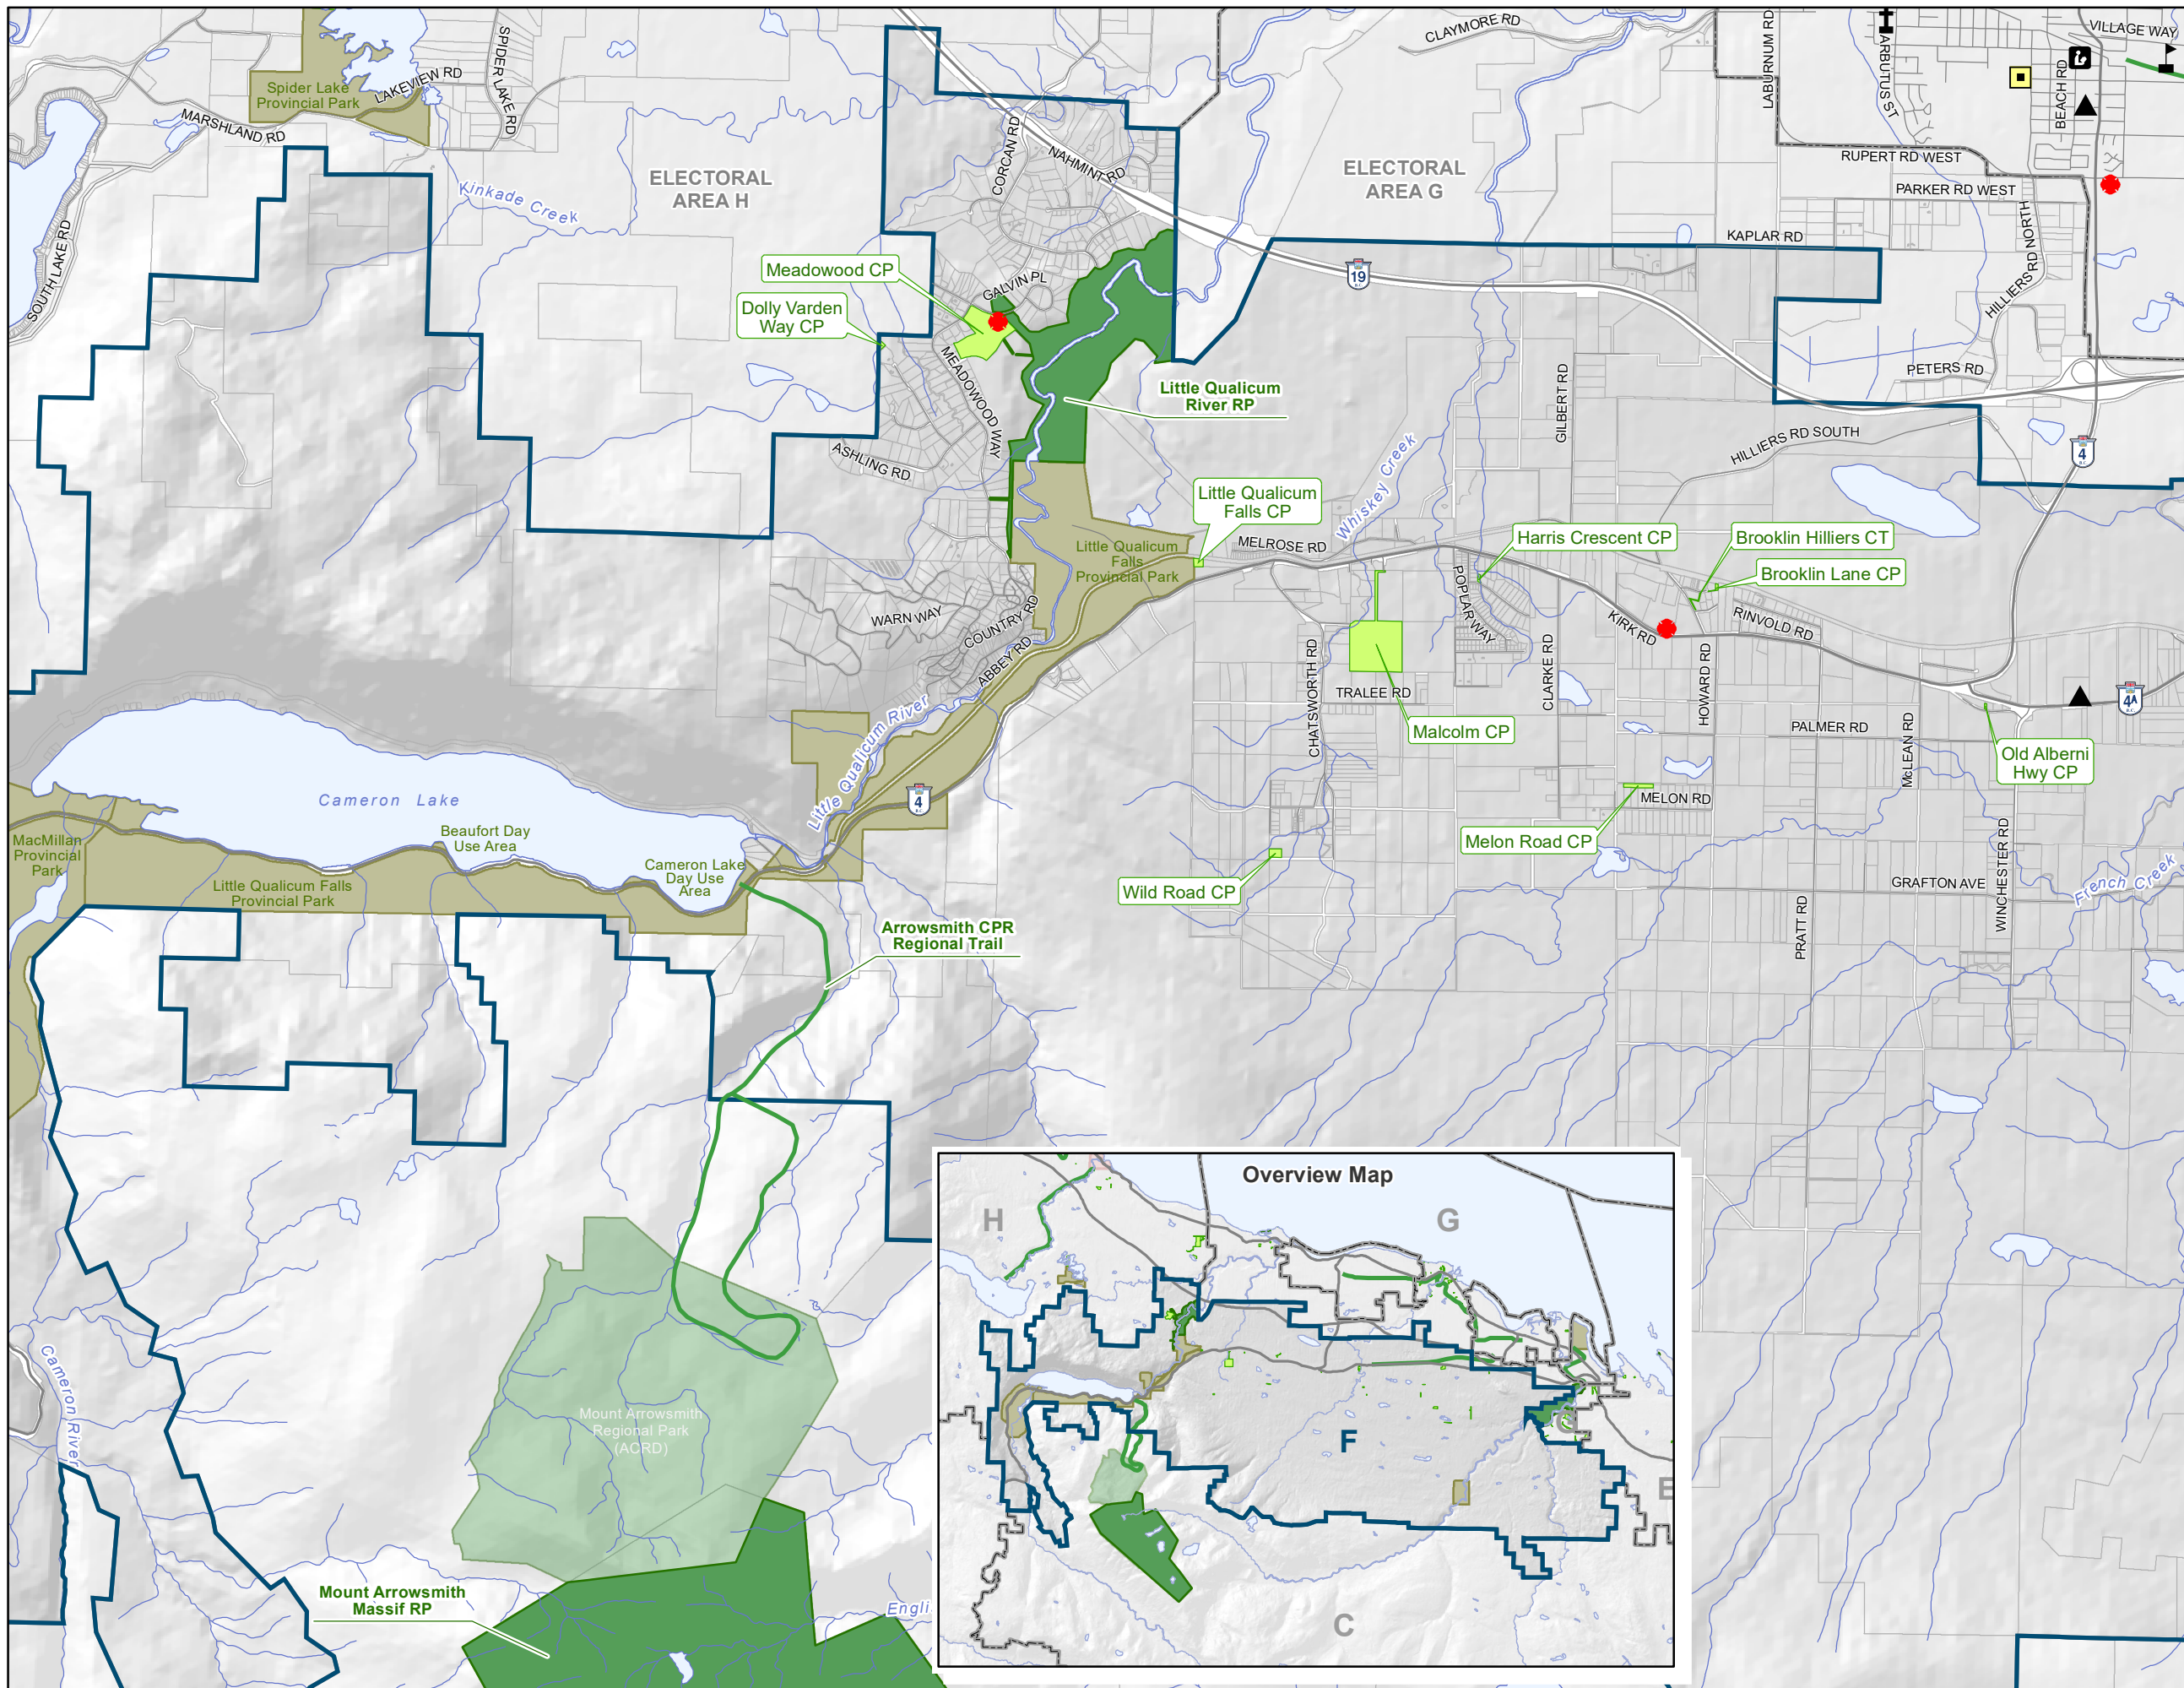 SPIDER LAKE RD
CLAYMORE RD
LABURNUM RD
ARBUTUS ST
VILLAGE WAY
BEACH RD
Spider Lake
Provincial Park
LAKEVIEW RD
MARSHLAND RD
CORCAN RD
NAHMINT RD
RUPERT RD WEST
PARKER RD WEST
ELECTORAL
AREA H
ELECTORAL
AREA G
Kinkade Creek
SOUTH LAKE RD
KAPLAR RD
HILLIERS RD NORTH
Meadowood CP
GALVIN PL
19
B.C.
Dolly Varden
Way CP
MEADOWOOD WAY
PETERS RD
Little Qualicum
River RP
GILBERT RD
ASHLING RD
HILLIERS RD SOUTH
4
B.C.
Whiskey Creek
Little Qualicum
Falls CP
MELROSE RD
Harris Crescent CP
Brooklin Hilliers CT
Little Qualicum
Falls
Provincial Park
Brooklin Lane CP
POPLAR WAY
WARN WAY
COUNTRY RD
KIRK RD
RINVOLD RD
ABBEY RD
CHATSWORTH RD
TRALEE RD
CLARKE RD
HOWARD RD
4A
B.C.
Malcolm CP
PALMER RD
McLEAN RD
Old Alberni
Hwy CP
Little Qualicum River
4
B.C.
Cameron Lake
MELON RD
Beaufort Day
Use Area
MacMillan
Provincial
Park
Melon Road CP
Cameron Lake
Day Use
Area
Little Qualicum Falls
Provincial Park
Wild Road CP
GRAFTON AVE
WINCHESTER RD
French Creek
PRATT RD
Arrowsmith CPR
Regional Trail
Overview Map
H
G
F
G
E
C
Cameron River
Mount Arrowsmith
Regional Park
(ACRD)
Mount Arrowsmith
Massif RP
Engli